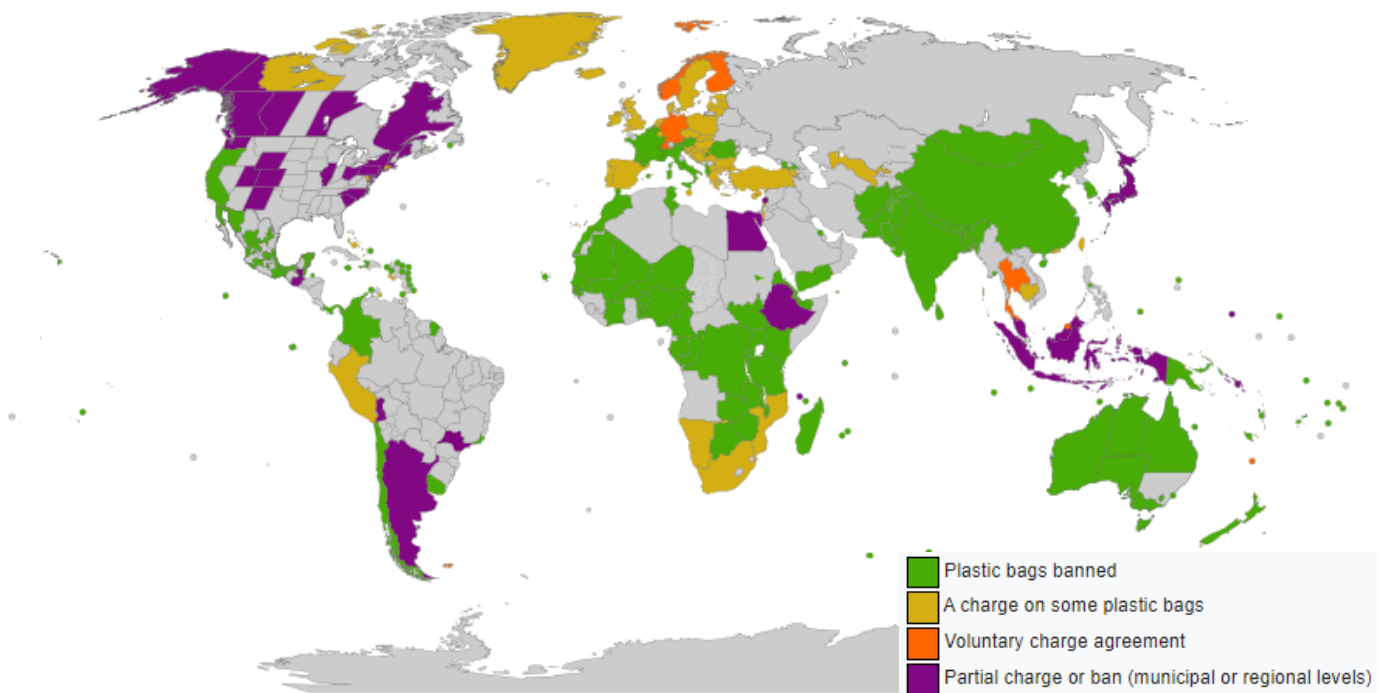 Plastic bags banned
A charge on some plastic bags
Voluntary charge agreement
Partial charge or ban (municipal or regional levels)